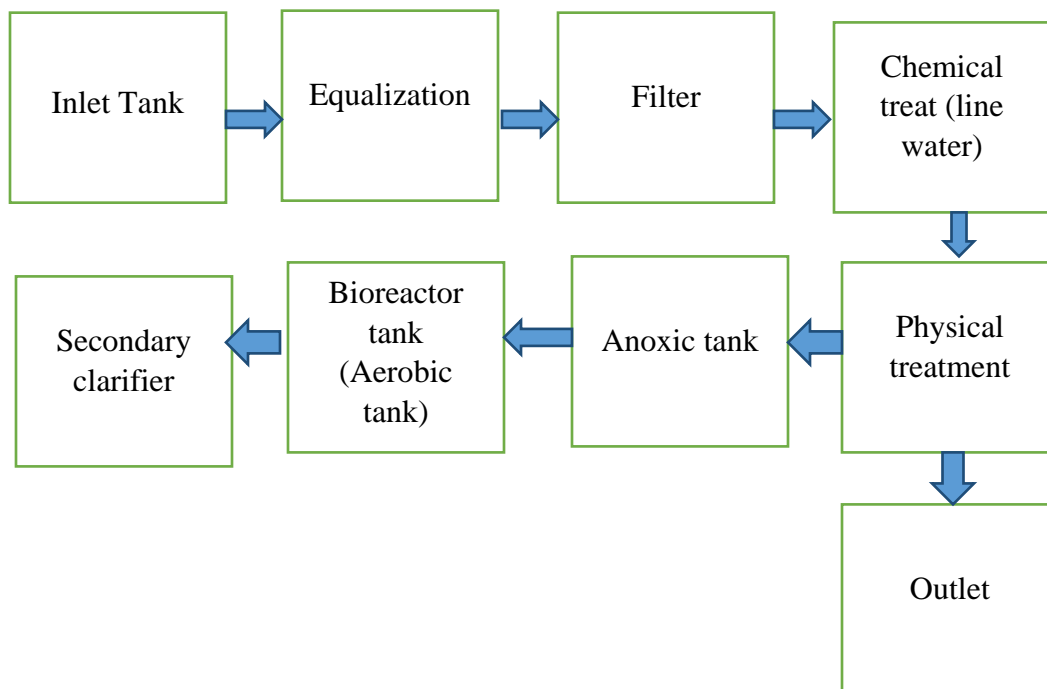 Inlet Tank
Equalization
Filter
Chemical
treat (line
water)
Secondary
clarifier
Bioreactor
tank
(Aerobic
tank)
Anoxic tank
Physical
treatment
Outlet